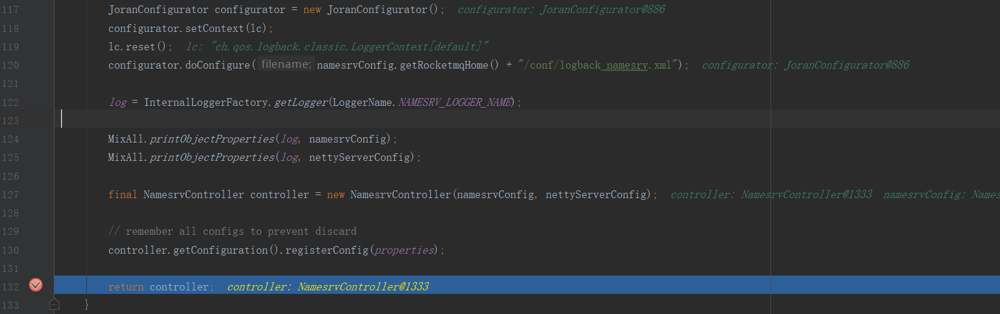 117 JoranConfigurator configurator = new JoranConfigurator(); configurator: JoranConfigurator@886
118 configurator.setContext(lc);
119 lc.reset(); lc: "ch.qos.logback.classic.LoggerContext[default]"
120 configurator.doConfigure( filename: namesrvConfig.getRocketmqHome() + "/conf/logback_namesrv.xml"); configurator: JoranConfigurator@886
121
122 log = InternalLoggerFactory.getLogger(LoggerName.NAMESRV_LOGGER_NAME);
123
124 MixAll.printObjectProperties(log, namesrvConfig);
125 MixAll.printObjectProperties(log, nettyServerConfig);
126
127 final NamesrvController controller = new NamesrvController(namesrvConfig, nettyServerConfig); controller: NamesrvController@1333 namesrvConfig: Names
128
129 // remember all configs to prevent discard
130 controller.getConfiguration().registerConfig(properties);
131
132 return controller; controller: NamesrvController@1333
133 }